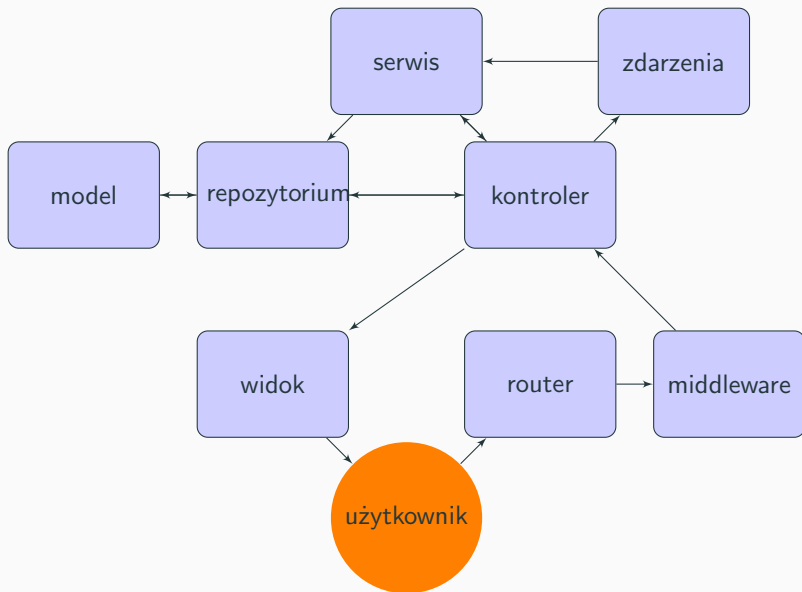 serwis
zdarzenia
model
repozytorium
kontroler
widok
router
middleware
użytkownik